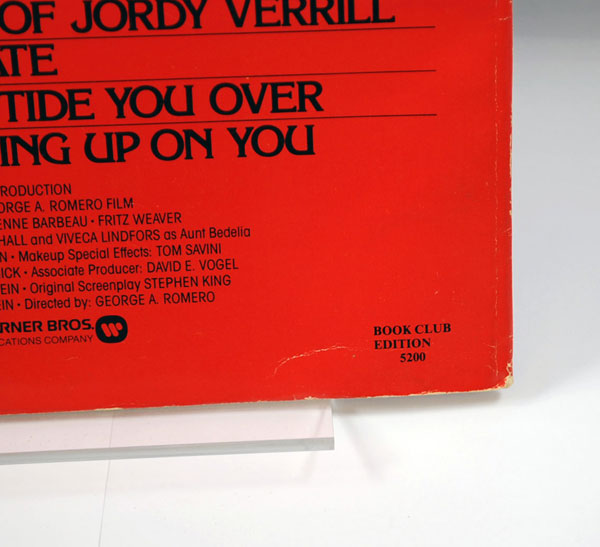 OF JORDY VERRILL
ATE
TIDE YOU OVER
ING UP ON YOU
RODUCTION
ORGE A. ROMERO FILM
ENNE BARBEAU • FRITZ WEAVER
HALL and VIVECA LINDFORS as Aunt Bedelia
N • Makeup Special Effects: TOM SAVINI
ICK • Associate Producer: DAVID E. VOGEL
TEIN • Original Screenplay STEPHEN KING
EIN • Directed by: GEORGE A. ROMERO
ARNER BROS.
ICATIONS COMPANY
BOOK CLUB
EDITION
5200